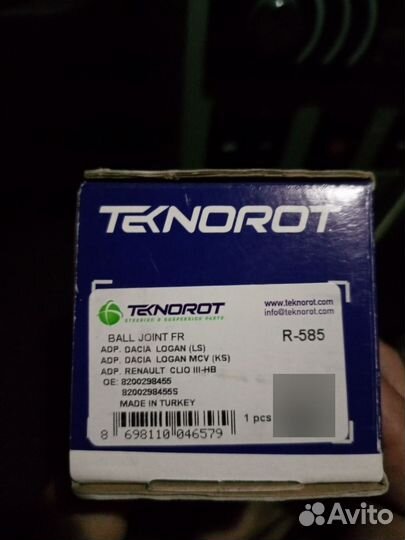 TEKNOROT
TEKNOROT
STEERING & SUSPENSION PARTS
www.teknorot.com
info@teknorot.com
BALL JOINT FR
R-585
ADP. DACIA LOGAN (LS)
ADP. DACIA LOGAN MCV (KS)
ADP. RENAULT CLIO III-HB
OE: 8200298455
8200298455S
MADE IN TURKEY
1 pcs
8 698110 046579
Avito